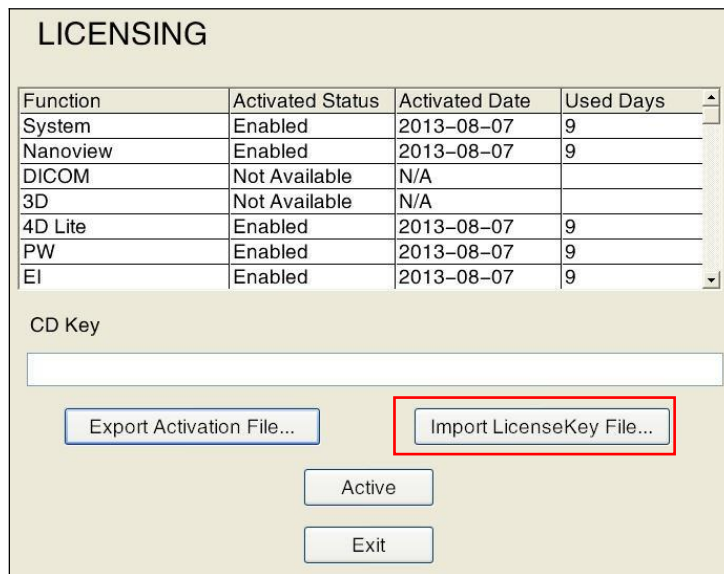 LICENSING
Function Activated Status Activated Date Used Days
System Enabled 2013-08-07 9
Nanoview Enabled 2013-08-07 9
DICOM Not Available N/A
3D Not Available N/A
4D Lite Enabled 2013-08-07 9
PW Enabled 2013-08-07 9
EI Enabled 2013-08-07 9
CD Key
Export Activation File... Import LicenseKey File...
Active
Exit